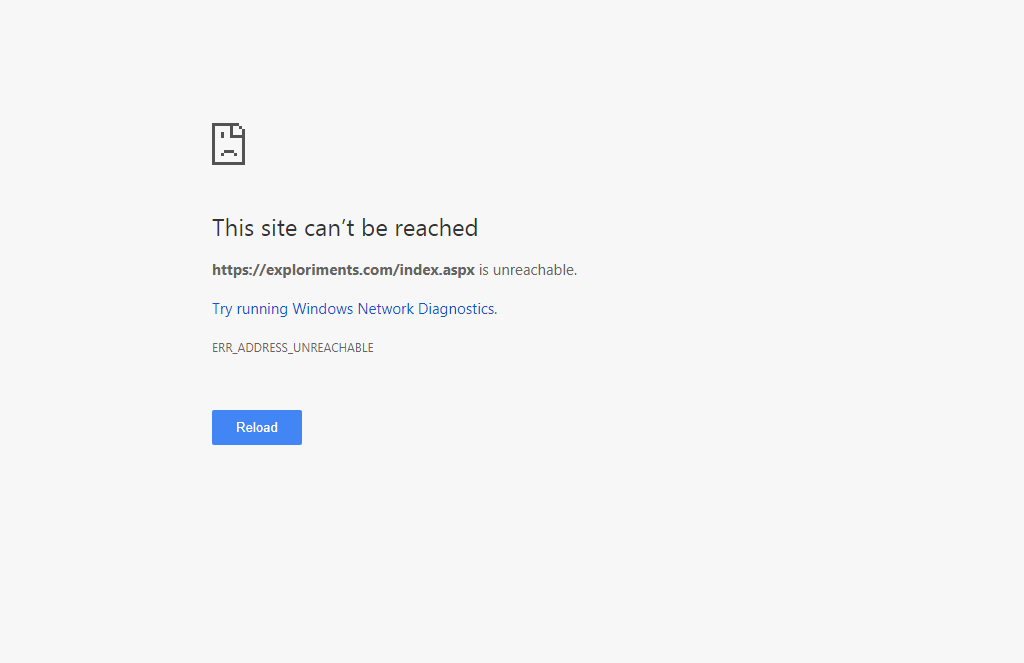 This site can’t be reached
https://exploriments.com/index.aspx is unreachable.
Try running Windows Network Diagnostics.
ERR_ADDRESS_UNREACHABLE
Reload